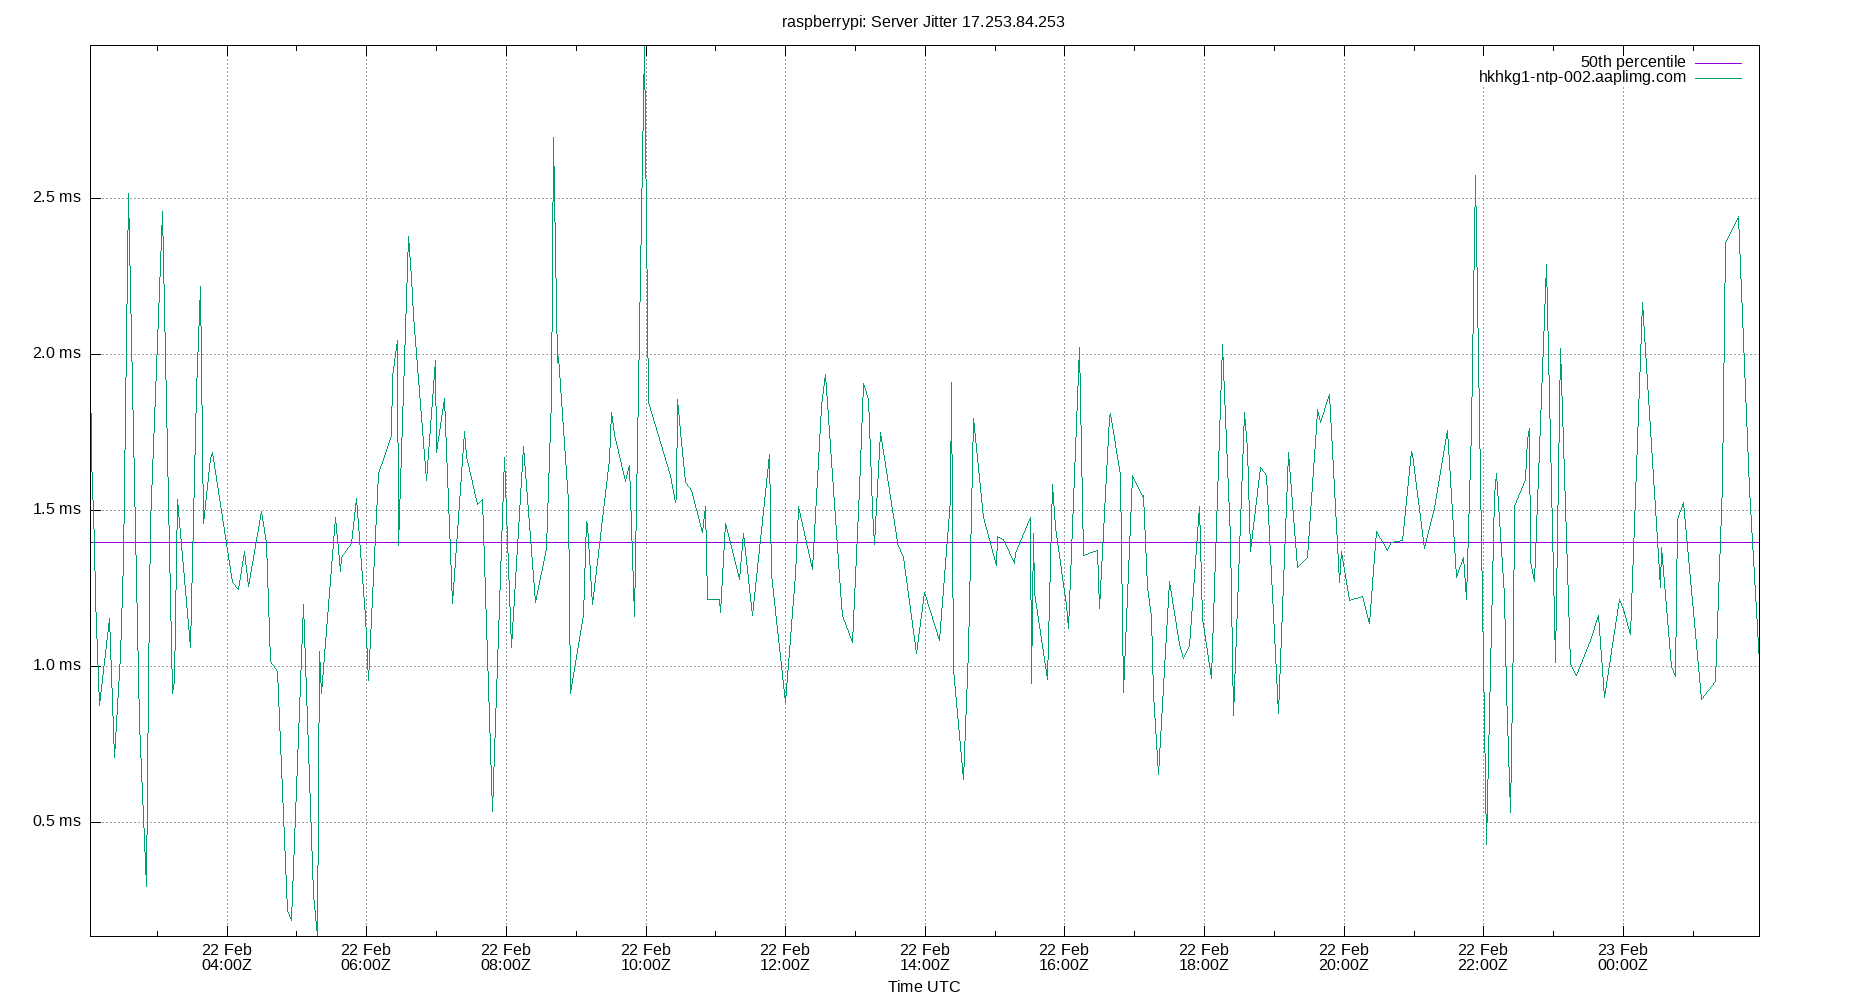 raspberrypi: Server Jitter 17.253.84.253
50th percentile
hkhkg1-ntp-002.aaplimg.com
2.5 ms
2.0 ms
1.5 ms
1.0 ms
0.5 ms
22 Feb 22 Feb 22 Feb 22 Feb 22 Feb 22 Feb 22 Feb 22 Feb 22 Feb 22 Feb 23 Feb
04:00Z 06:00Z 08:00Z 10:00Z 12:00Z 14:00Z 16:00Z 18:00Z 20:00Z 22:00Z 00:00Z
Time UTC